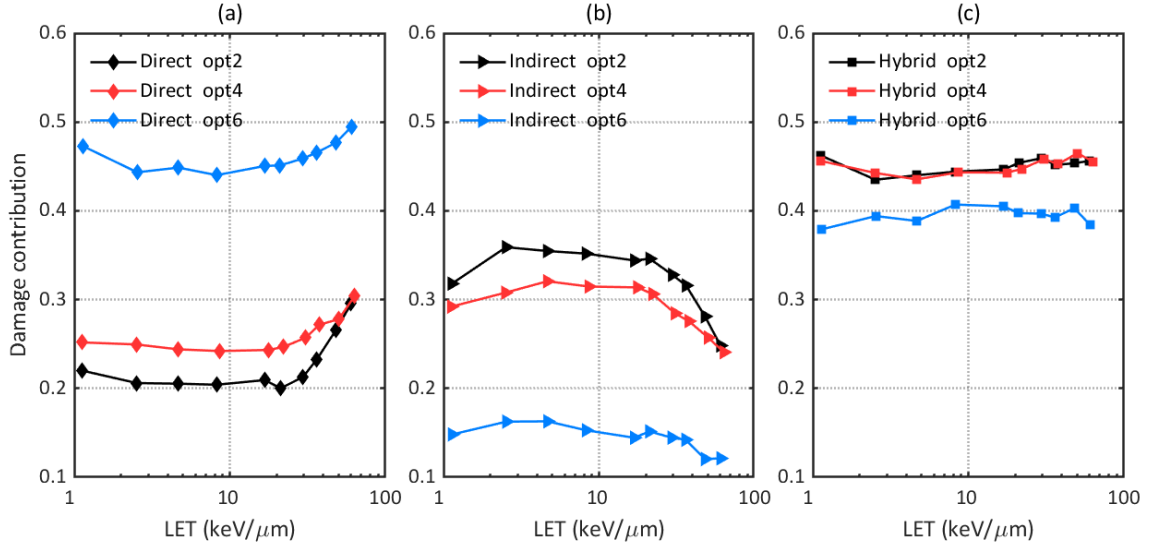 (a)
Damage contribution
0.6
0.5
0.4
0.3
0.2
0.1
Direct opt2
Direct opt4
Direct opt6
1
10
100
LET (keV/μm)
(b)
0.6
0.5
0.4
0.3
0.2
0.1
Indirect opt2
Indirect opt4
Indirect opt6
1
10
100
LET (keV/μm)
(c)
0.6
0.5
0.4
0.3
0.2
0.1
Hybrid opt2
Hybrid opt4
Hybrid opt6
1
10
100
LET (keV/μm)